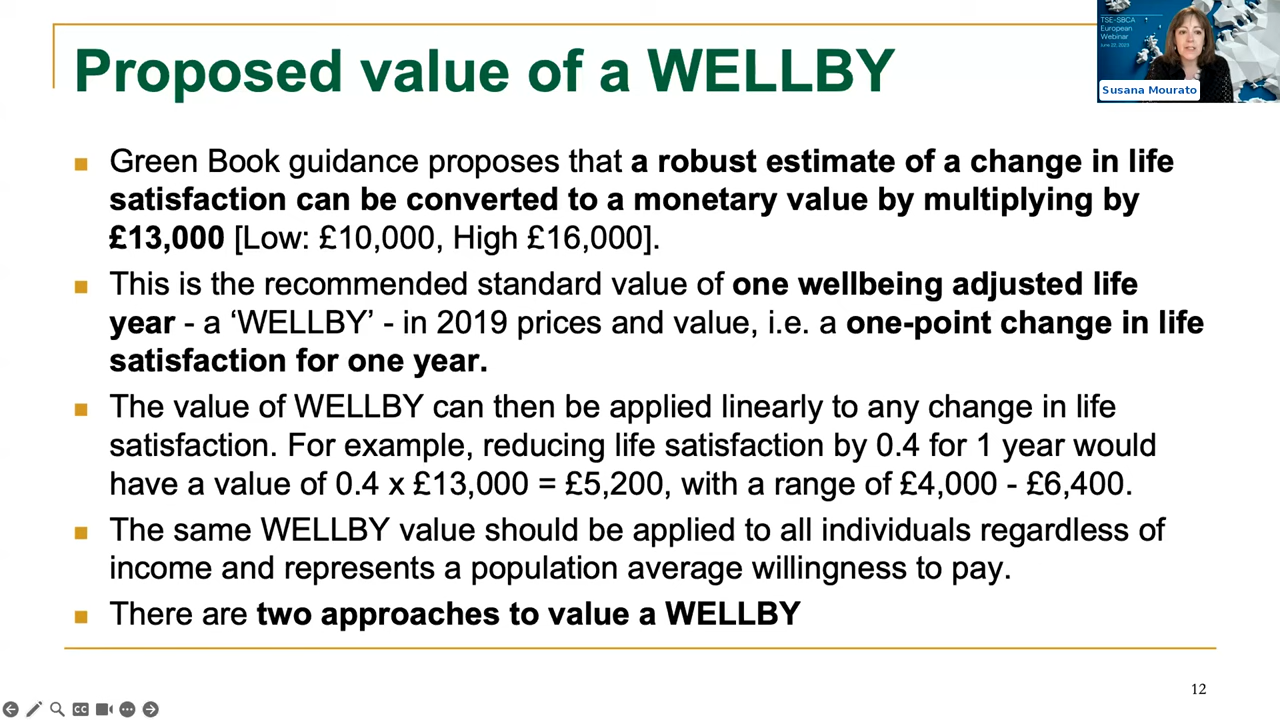 Proposed value of a WELLBY
TSE-SBCA
European
Webinar
June 22, 2023
Susana Mourato
■ Green Book guidance proposes that a robust estimate of a change in life
satisfaction can be converted to a monetary value by multiplying by
£13,000 [Low: £10,000, High £16,000].
■ This is the recommended standard value of one wellbeing adjusted life
year - a ‘WELLBY’ - in 2019 prices and value, i.e. a one-point change in life
satisfaction for one year.
■ The value of WELLBY can then be applied linearly to any change in life
satisfaction. For example, reducing life satisfaction by 0.4 for 1 year would
have a value of 0.4 x £13,000 = £5,200, with a range of £4,000 - £6,400.
■ The same WELLBY value should be applied to all individuals regardless of
income and represents a population average willingness to pay.
■ There are two approaches to value a WELLBY
12
CC